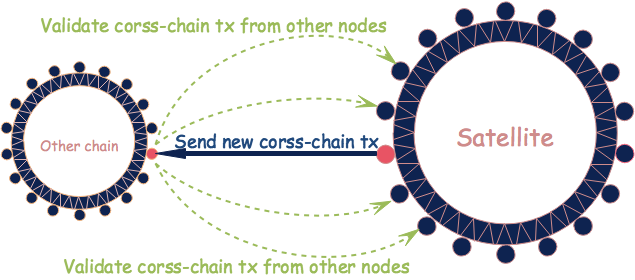 Validate corss-chain tx from other nodes
Send new corss-chain tx
Other chain
Satellite
Validate corss-chain tx from other nodes